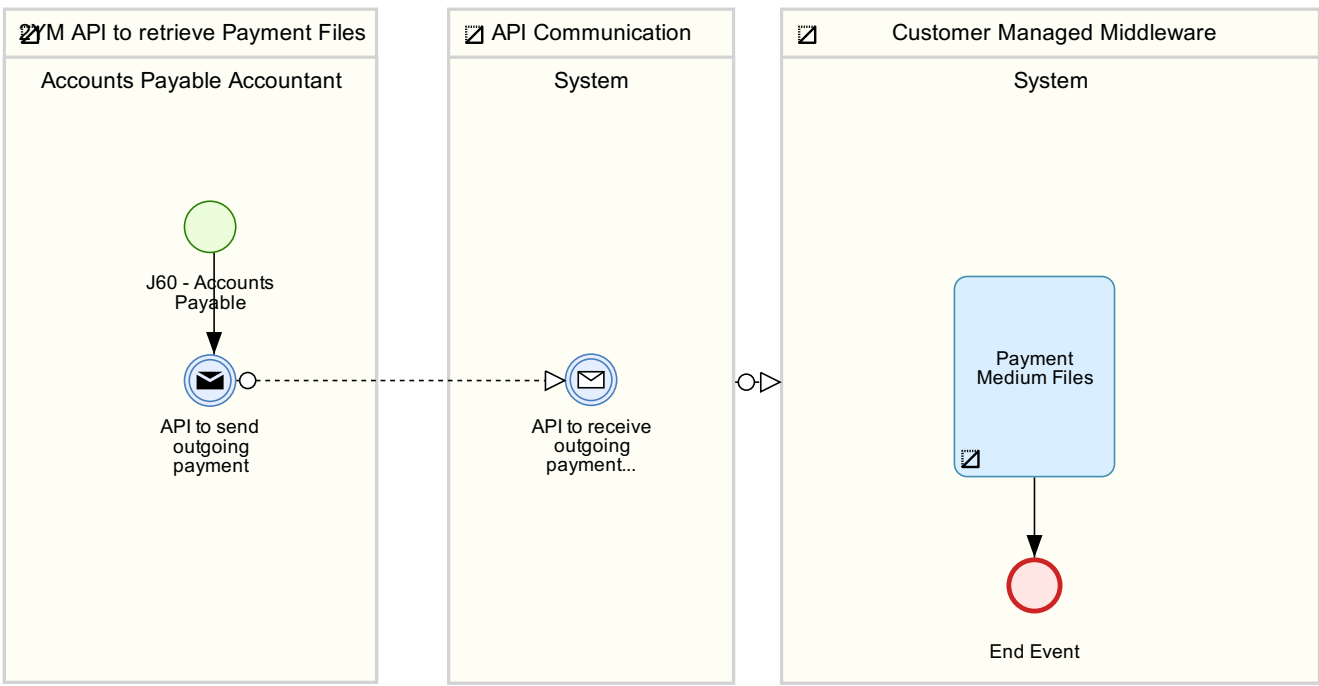 2YM API to retrieve Payment Files
API Communication
Customer Managed Middleware
Accounts Payable Accountant
System
System
J60 - Accounts
Payable
API to send
outgoing
payment
API to receive
outgoing
payment...
Payment
Medium Files
End Event